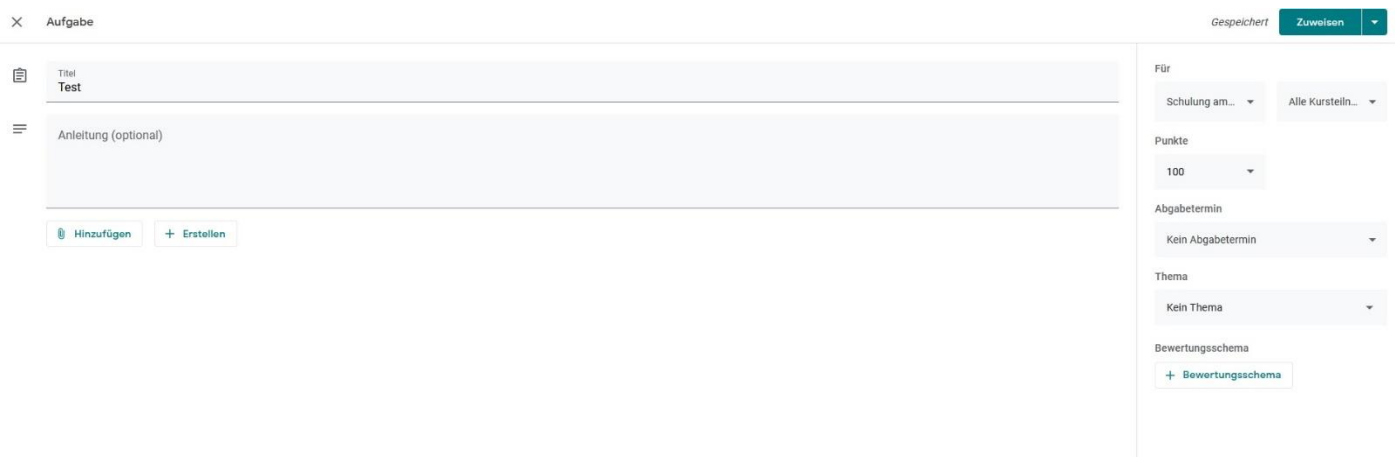 Aufgabe
Gespeichert
Zuweisen
Titel
Test
Anleitung (optional)
Hinzufügen
Erstellen
Für
Schulung am...
Alle Kursteiln...
Punkte
100
Abgabetermin
Kein Abgabetermin
Thema
Kein Thema
Bewertungsschema
+ Bewertungsschema